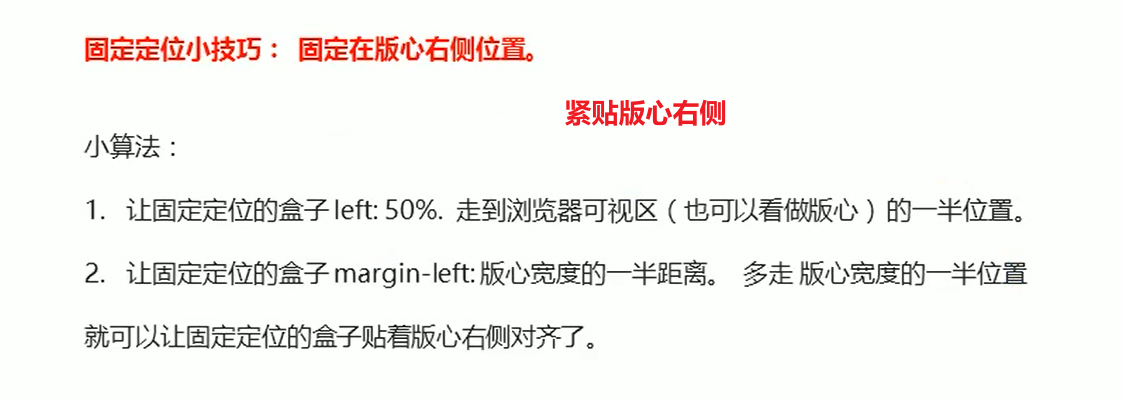 固定定位小技巧： 固定在版心右侧位置。
紧贴版心右侧
小算法：
1. 让固定定位的盒子 left: 50%. 走到浏览器可视区（也可以看做版心）的一半位置。
2. 让固定定位的盒子 margin-left: 版心宽度的一半距离。 多走 版心宽度的一半位置
就可以让固定定位的盒子贴着版心右侧对齐了。